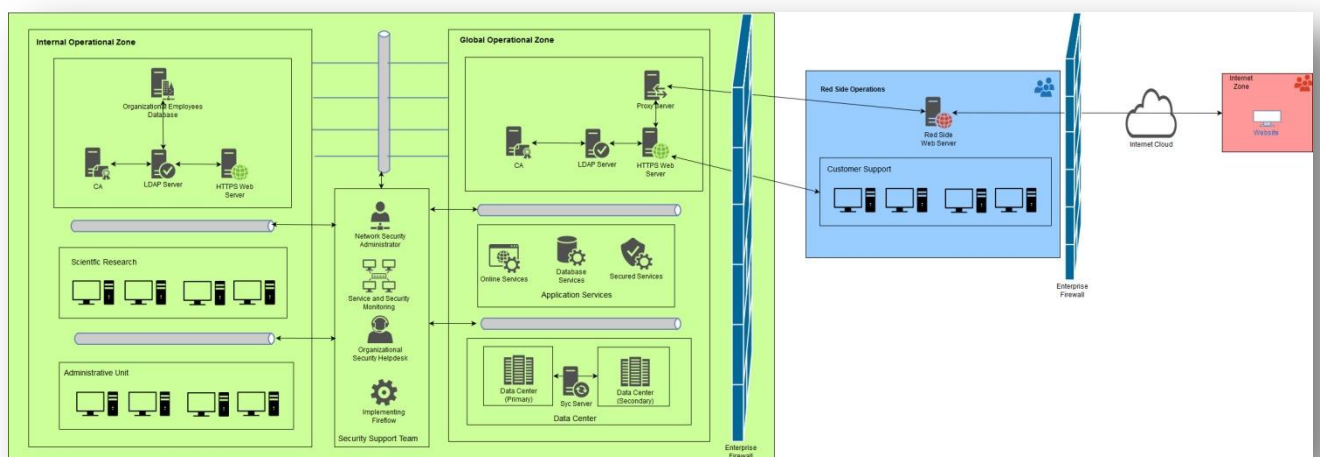 Internal Operational Zone
Organizational Employees
Database
CA
LDAP Server
HTTPS Web
Server
Scientfic Research
Administrative Unit
Network Security
Administrator
Service and Security
Monitoring
Organizational
Security Helpdesk
Implementing
Fireflow
Security Support Team
Global Operational Zone
Proxy Server
CA
LDAP Server
HTTPS Web
Server
Online Services
Database
Services
Secured Services
Application Services
Data Center
(Primary)
Syc Server
Data Center
(Secondary)
Data Center
Enterprise
Firewall
Red Side Operations
Red Side
Web Server
Customer Support
Enterprise
Firewall
Internet Cloud
Internet
Zone
Website